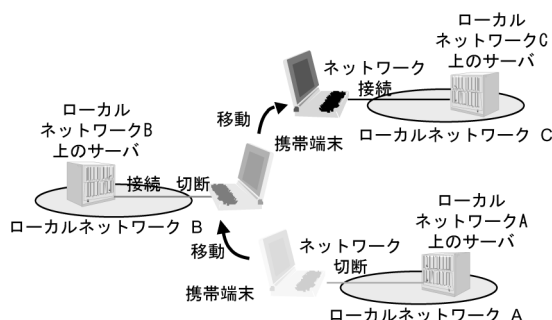 ローカル
ネットワークC
上のサーバ
ネットワーク
接続
ローカルネットワーク C
移動
携帯端末
ローカル
ネットワークB
上のサーバ
接続 切断
ローカルネットワーク B
移動
携帯端末
ネットワーク
切断
ローカル
ネットワークA
上のサーバ
ローカルネットワーク A